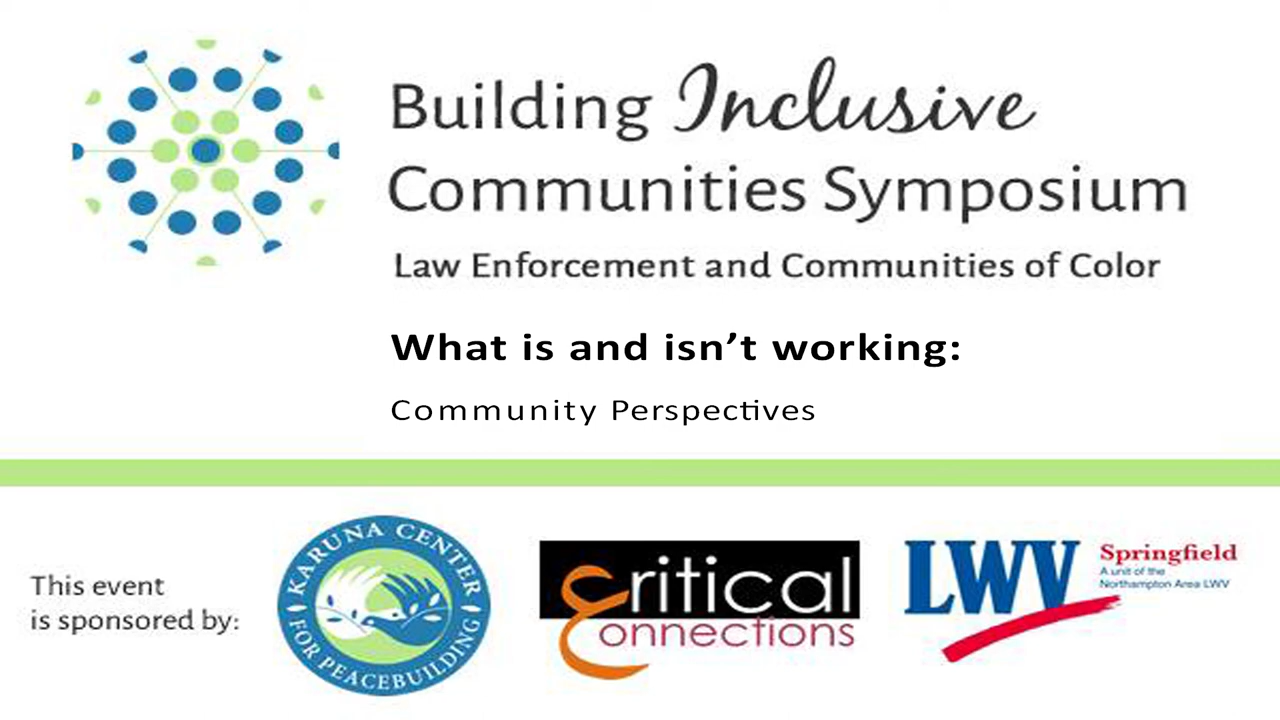 Building Inclusive
Communities Symposium
Law Enforcement and Communities of Color
What is and isn’t working:
Community Perspectives
This event
is sponsored by:
KARUNA CENTER
FOR PEACEBUILDING
Critical
Connections
LWV
Springfield
A unit of the
Northampton Area LWV